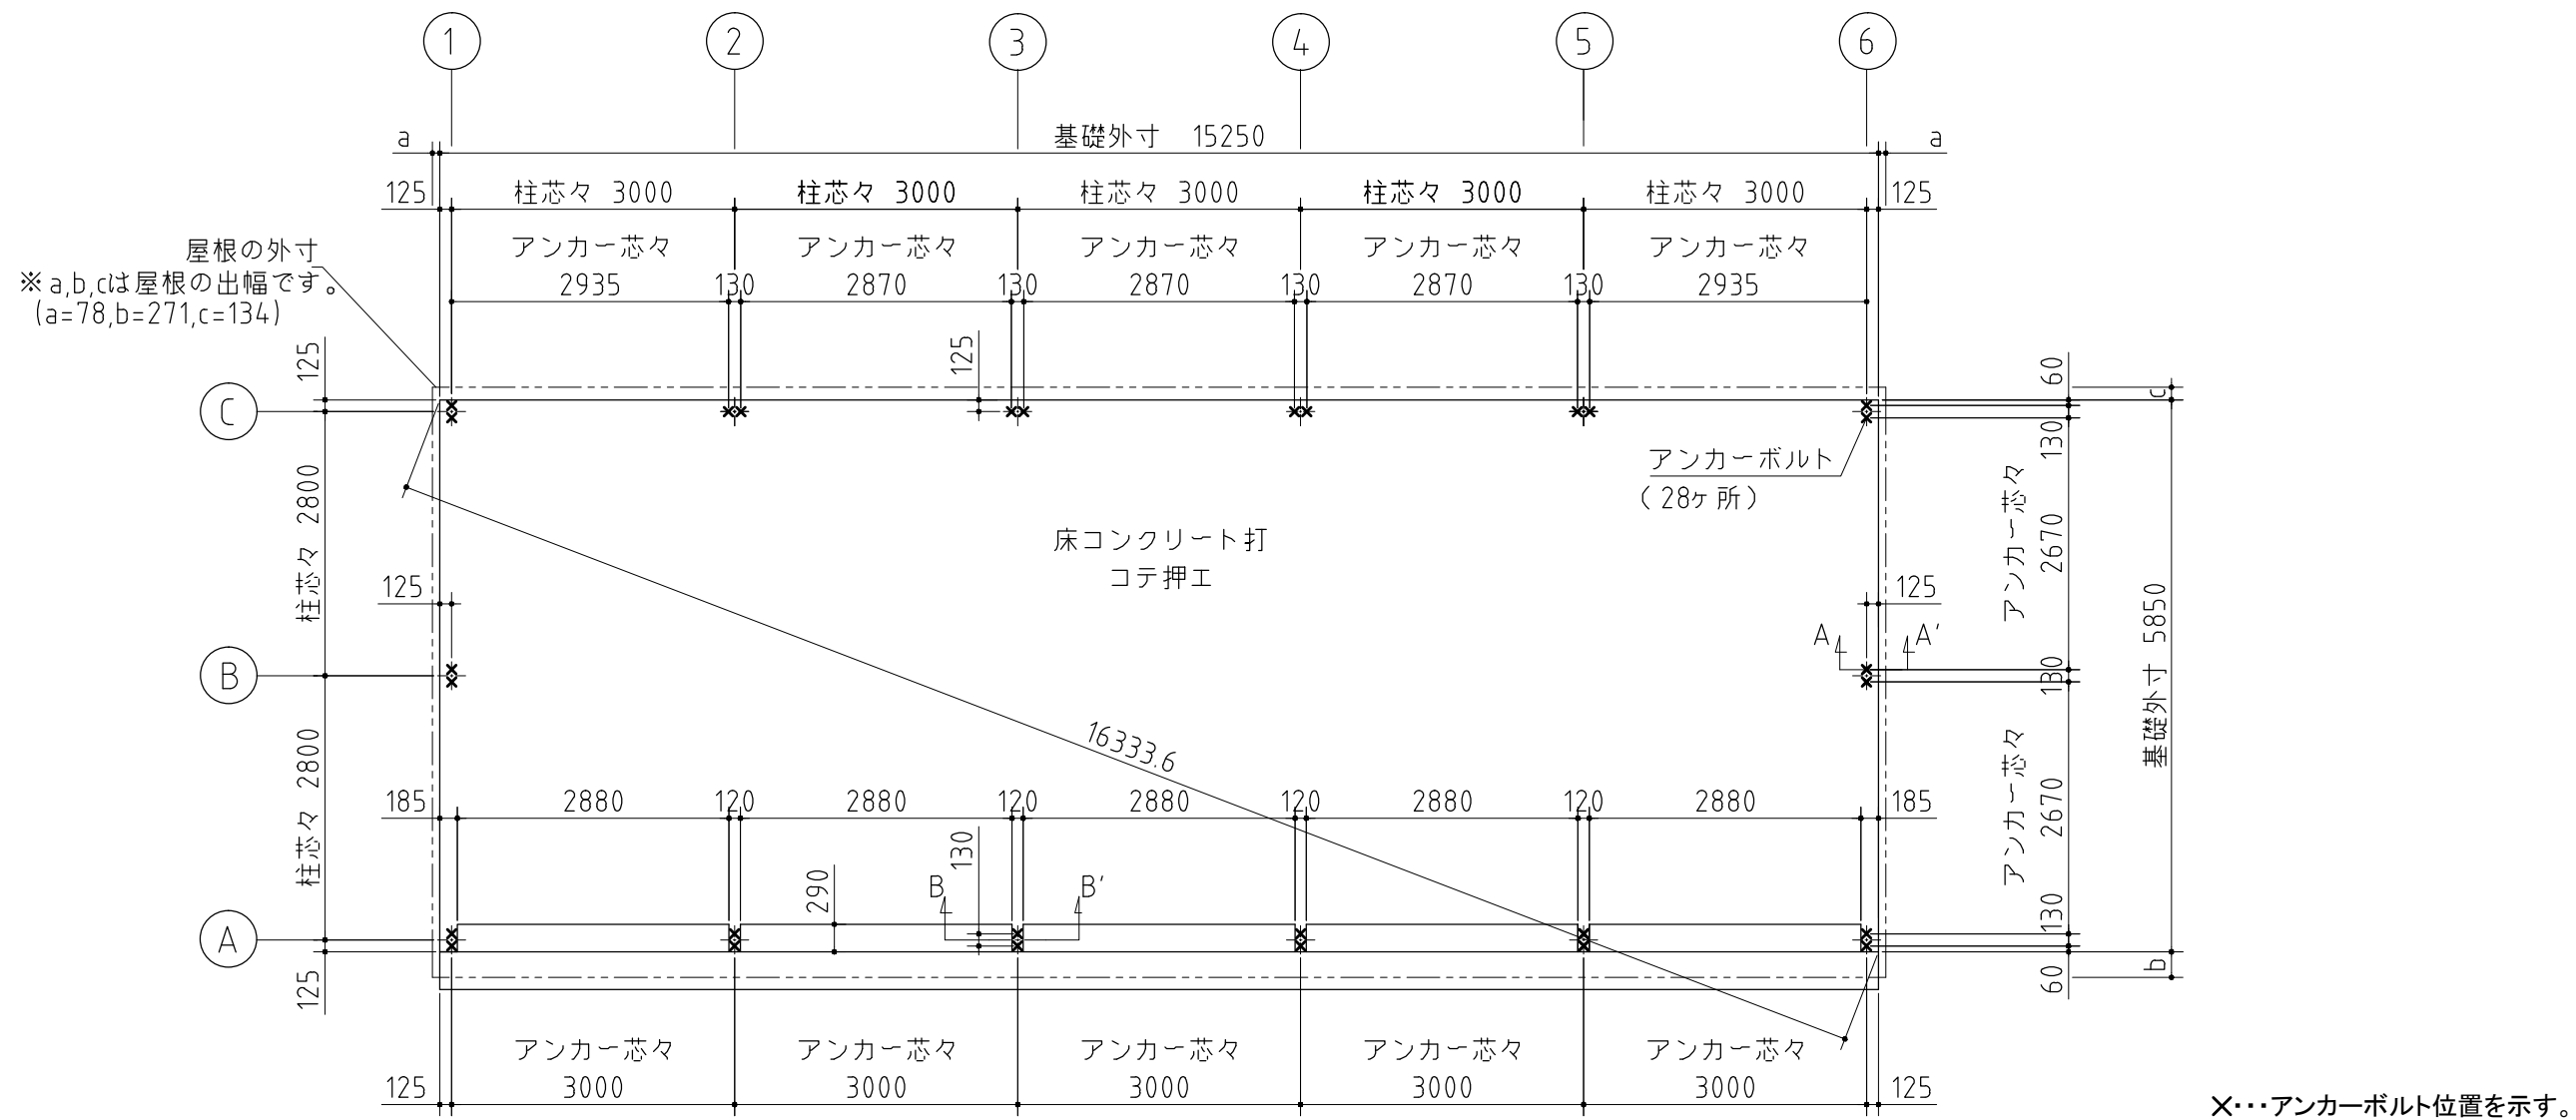 1 2 3 4 5 6
a 基礎外寸 15250 a
125 柱芯々 3000 柱芯々 3000 柱芯々 3000 柱芯々 3000 柱芯々 3000 125
アンカー芯々 アンカー芯々 アンカー芯々 アンカー芯々 アンカー芯々
2935 130 2870 130 2870 130 2870 130 2935
屋根の外寸
※a,b,cは屋根の出幅です。
(a=78,b=271,c=134)
125
125
60
c
C
130
アンカーボルト
(28ヶ所)
柱芯々 2800
アンカー芯々
2670
床コンクリート打
コテ押エ
125
125
A A'
B
130
基礎外寸 5850
16333.6
柱芯々 2800
アンカー芯々
2670
185 2880 120 2880 120 2880 120 2880 120 2880 185
290
130
B B'
130
A
125
60
b
アンカー芯々 アンカー芯々 アンカー芯々 アンカー芯々 アンカー芯々
125 3000 3000 3000 3000 3000 125
×･･･アンカーボルト位置を示す。